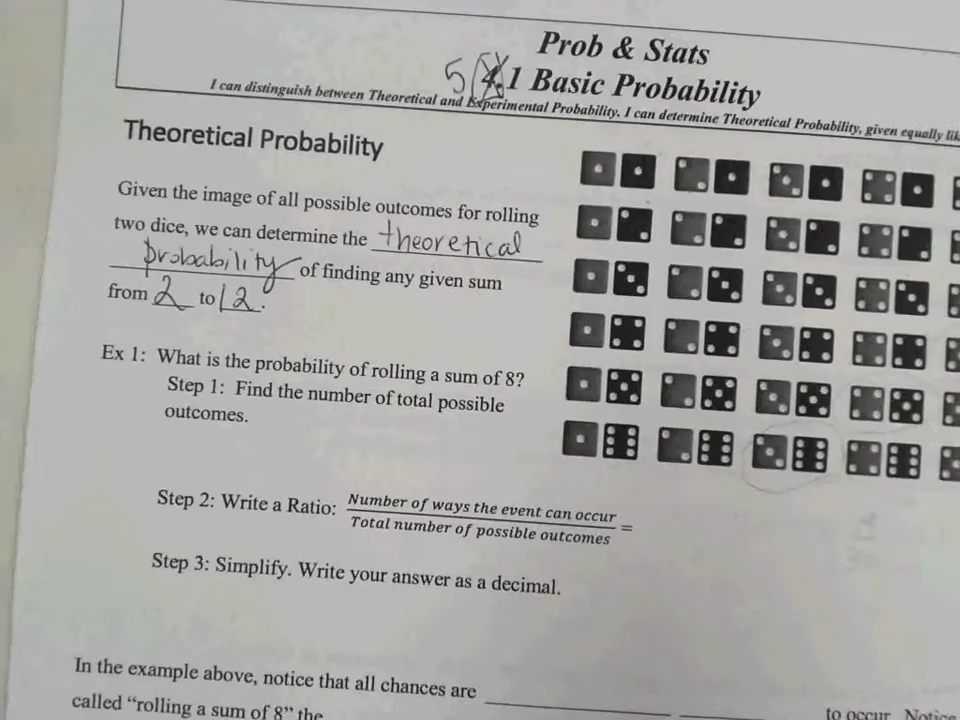 Prob & Stats
5 4.1 Basic Probability
I can distinguish between Theoretical and Experimental Probability. I can determine Theoretical Probability, given equally
Theoretical Probability
Given the image of all possible outcomes for rolling
two dice, we can determine the theoretical
probability of finding any given sum
from 2 to 12.
Ex 1: What is the probability of rolling a sum of 8?
Step 1: Find the number of total possible
outcomes.
Step 2: Write a Ratio: Number of ways the event can occur
Total number of possible outcomes =
Step 3: Simplify. Write your answer as a decimal.
In the example above, notice that all chances are
called "rolling a sum of 8" the
to occur. Notice